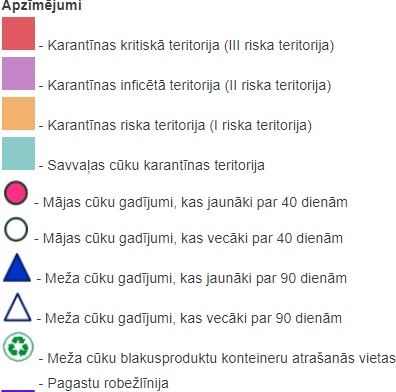 Apzīmējumi
- Karantīnas kritiskā teritorija (III riska teritorija)
- Karantīnas inficētā teritorija (II riska teritorija)
- Karantīnas riska teritorija (I riska teritorija)
- Savvaļas cūku karantīnas teritorija
- Mājas cūku gadījumi, kas jaunāki par 40 dienām
- Mājas cūku gadījumi, kas vecāki par 40 dienām
- Meža cūku gadījumi, kas jaunāki par 90 dienām
- Meža cūku gadījumi, kas vecāki par 90 dienām
- Meža cūku blakusproduktu konteineru atrašanās vietas
- Pagastu robežlīnija